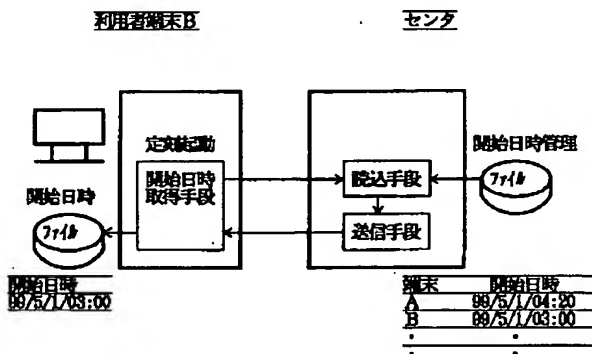 利用者端末B
センタ
定刻起動
開始日時
取得手段
読込手段
送信手段
開始日時管理
ファイル
開始日時
ファイル
開始日時
99/5/1/03:00
端末 開始日時
A 99/5/1/04:20
B 99/5/1/03:00
. .
. .